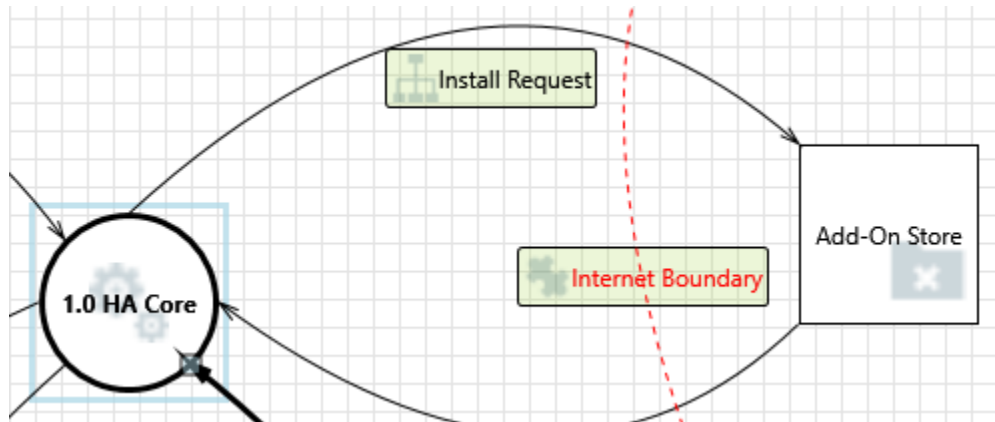 Install Request
Add-On Store
Internet Boundary
1.0 HA Core